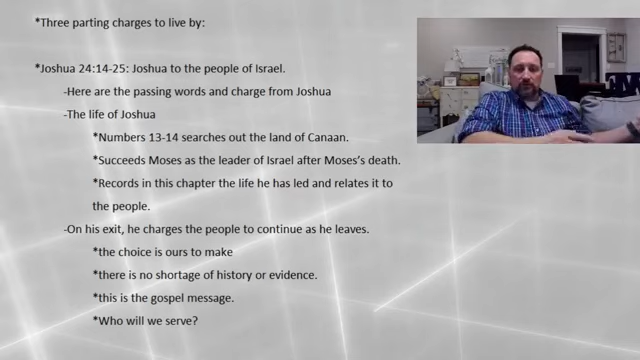 *Three parting charges to live by:
*Joshua 24:14-25: Joshua to the people of Israel.
-Here are the passing words and charge from Joshua
-The life of Joshua
*Numbers 13-14 searches out the land of Canaan.
*Succeeds Moses as the leader of Israel after Moses's death.
*Records in this chapter the life he has led and relates it to
the people.
-On his exit, he charges the people to continue as he leaves.
*the choice is ours to make
*there is no shortage of history or evidence.
*this is the gospel message.
*Who will we serve?